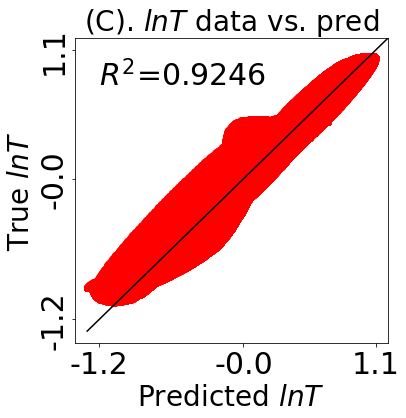 (C). lnT data vs. pred
R²=0.9246
1.1
-0.0
-1.2
True lnT
-1.2 -0.0 1.1
Predicted lnT